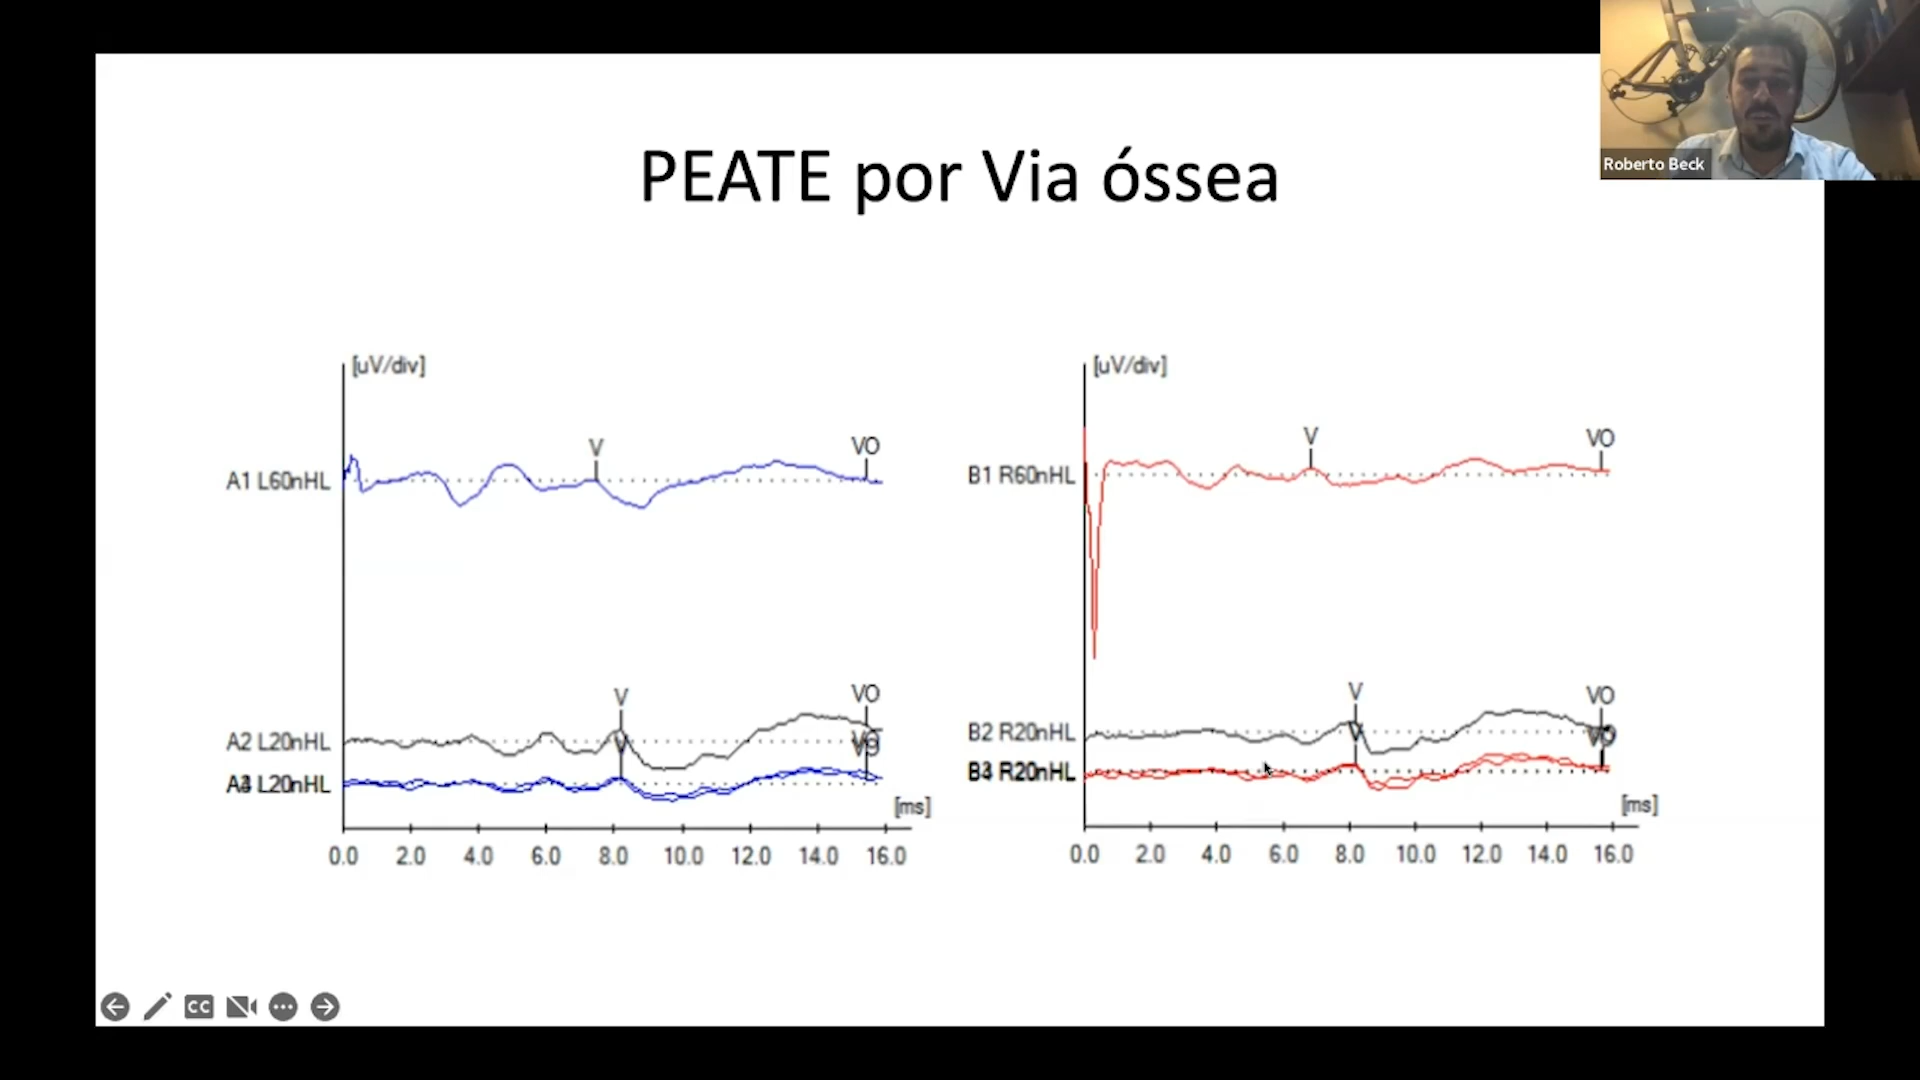 Roberto Beck
PEATE por Via óssea
[uV/div]
V
VO
A1 L60nHL
V
VO
A2 L20nHL
V
VO
L20nHL
[ms]
0.0 2.0 4.0 6.0 8.0 10.0 12.0 14.0 16.0
[uV/div]
V
VO
B1 R60nHL
V
VO
B2 R20nHL
V
VO
R20nHL
[ms]
0.0 2.0 4.0 6.0 8.0 10.0 12.0 14.0 16.0
CC